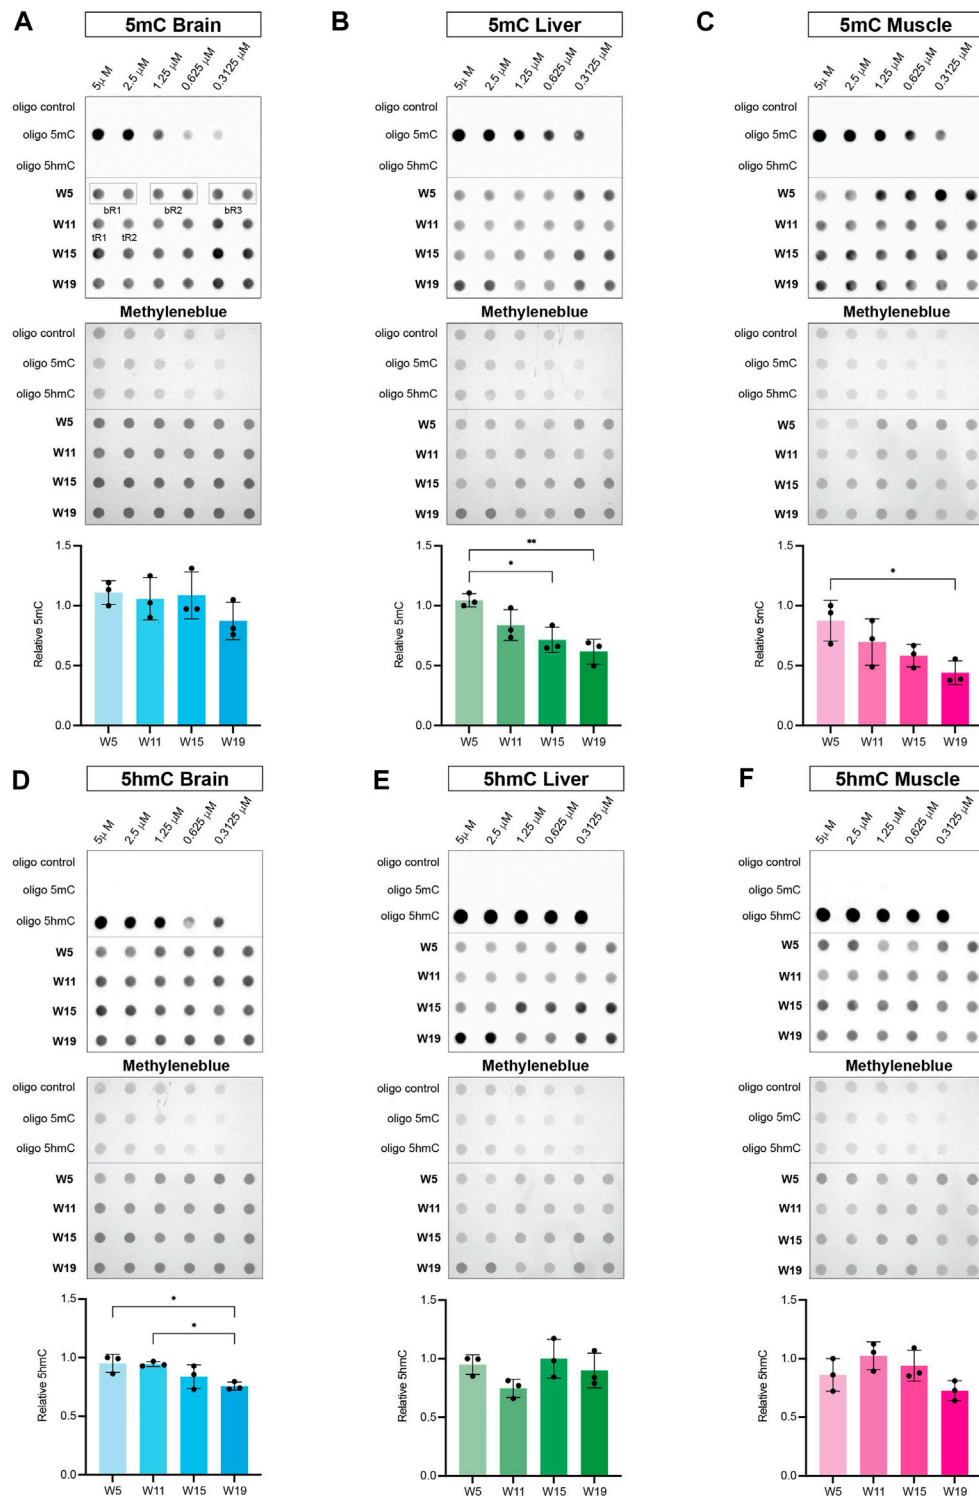 A
5mC Brain
5μ M
2.5 μM
1.25 μM
0.625 μM
0.3125 μM
oligo control
oligo 5mC
oligo 5hmC
W5
bR1
bR2
bR3
W11
tR1
tR2
W15
W19
Methyleneblue
oligo control
oligo 5mC
oligo 5hmC
W5
W11
W15
W19
Relative 5mC
1.5
1.0
0.5
0.0
W5
W11
W15
W19
B
5mC Liver
5μ M
2.5 μM
1.25 μM
0.625 μM
0.3125 μM
oligo control
oligo 5mC
oligo 5hmC
W5
W11
W15
W19
Methyleneblue
oligo control
oligo 5mC
oligo 5hmC
W5
W11
W15
W19
Relative 5mC
1.5
1.0
0.5
0.0
**
*
W5
W11
W15
W19
C
5mC Muscle
5μ M
2.5 μM
1.25 μM
0.625 μM
0.3125 μM
oligo control
oligo 5mC
oligo 5hmC
W5
W11
W15
W19
Methyleneblue
oligo control
oligo 5mC
oligo 5hmC
W5
W11
W15
W19
Relative 5mC
1.5
1.0
0.5
0.0
*
W5
W11
W15
W19
D
5hmC Brain
5μ M
2.5 μM
1.25 μM
0.625 μM
0.3125 μM
oligo control
oligo 5mC
oligo 5hmC
W5
W11
W15
W19
Methyleneblue
oligo control
oligo 5mC
oligo 5hmC
W5
W11
W15
W19
Relative 5hmC
1.5
1.0
0.5
0.0
*
*
W5
W11
W15
W19
E
5hmC Liver
5μ M
2.5 μM
1.25 μM
0.625 μM
0.3125 μM
oligo control
oligo 5mC
oligo 5hmC
W5
W11
W15
W19
Methyleneblue
oligo control
oligo 5mC
oligo 5hmC
W5
W11
W15
W19
Relative 5hmC
1.5
1.0
0.5
0.0
W5
W11
W15
W19
F
5hmC Muscle
5μ M
2.5 μM
1.25 μM
0.625 μM
0.3125 μM
oligo control
oligo 5mC
oligo 5hmC
W5
W11
W15
W19
Methyleneblue
oligo control
oligo 5mC
oligo 5hmC
W5
W11
W15
W19
Relative 5hmC
1.5
1.0
0.5
0.0
W5
W11
W15
W19